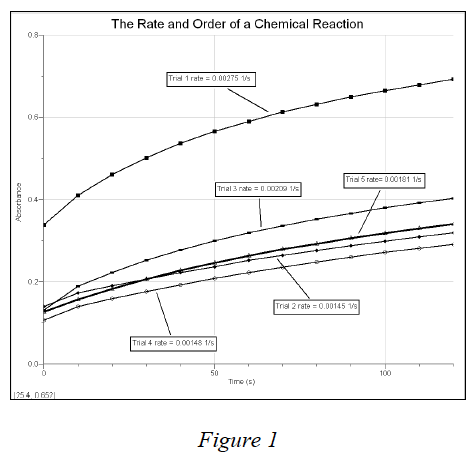 The Rate and Order of a Chemical Reaction
0.8
Trial 1 rate = 0.00275 1/s
0.6
Absorbance
0.4
Trial 3 rate = 0.00209 1/s
Trial 5 rate= 0.00181 1/s
0.2
Trial 2 rate = 0.00145 1/s
Trial 4 rate = 0.00148 1/s
0.0
0
50
100
Time (s)
(25.4, 0.652)
Figure 1